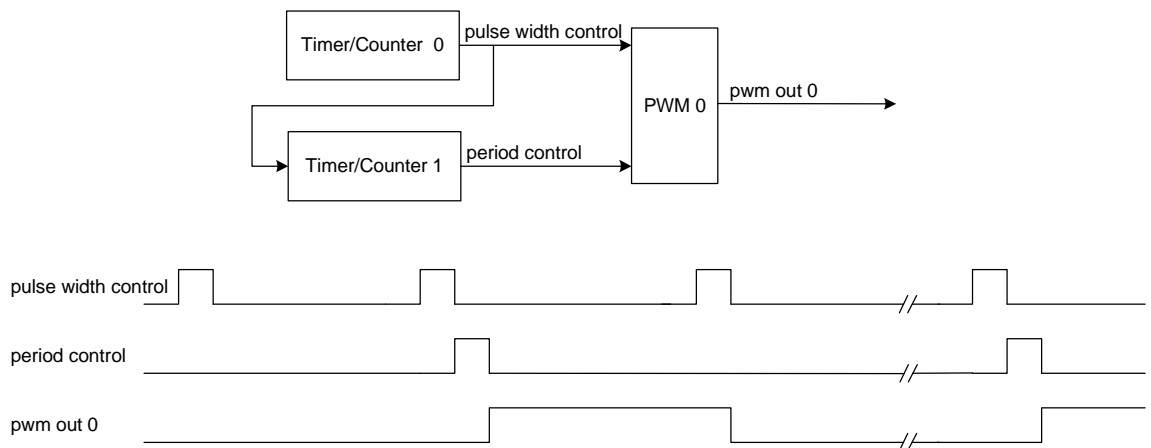 Timer/Counter 0
pulse width control
PWM 0
pwm out 0
Timer/Counter 1
period control
pulse width control
period control
pwm out 0